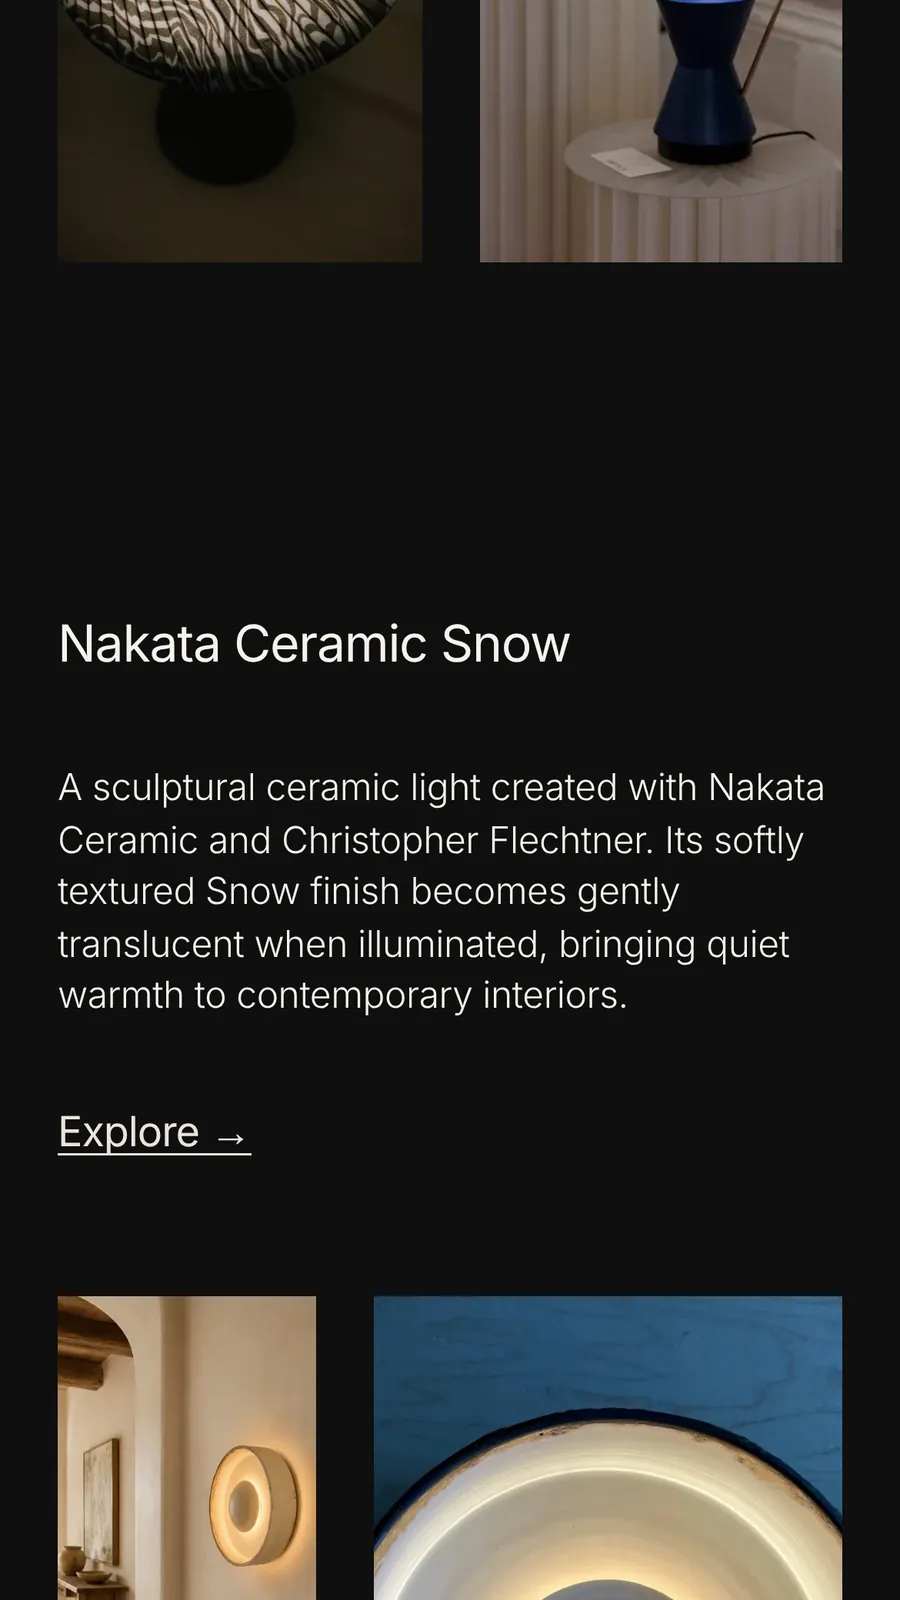 Nakata Ceramic Snow
A sculptural ceramic light created with Nakata
Ceramic and Christopher Flechtner. Its softly
textured Snow finish becomes gently
translucent when illuminated, bringing quiet
warmth to contemporary interiors.
Explore →